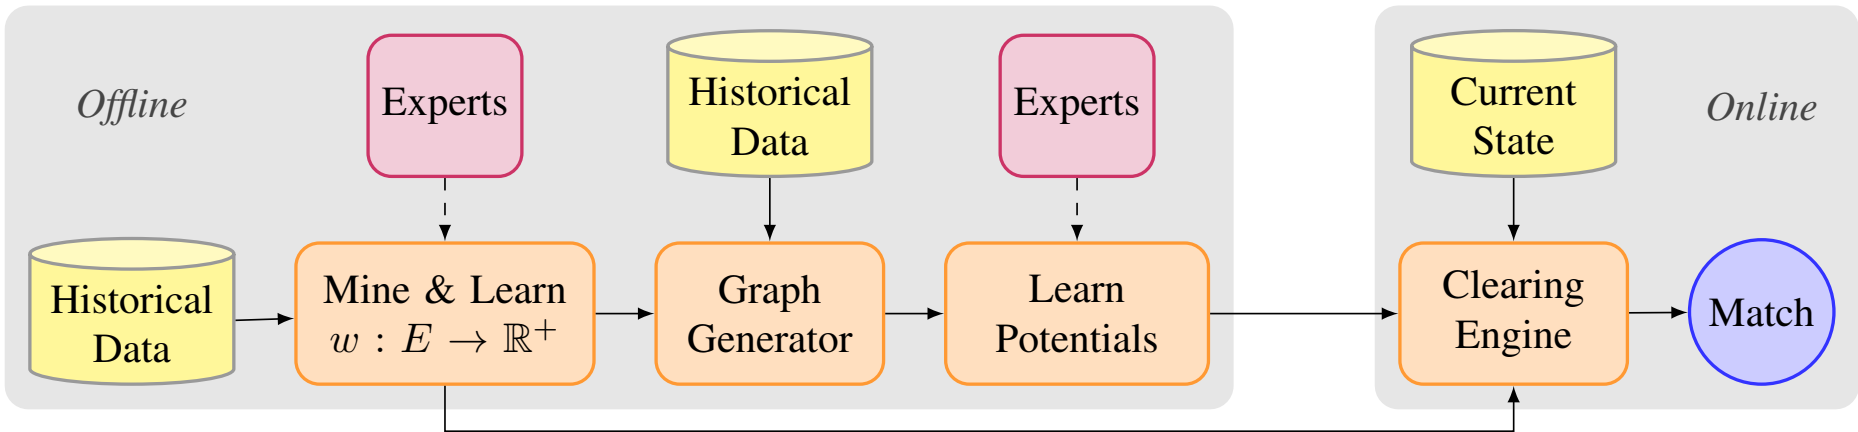 Offline
Experts
Historical
Data
Experts
Current
State
Online
Historical
Data
Mine & Learn
w : E → ℝ⁺
Graph
Generator
Learn
Potentials
Clearing
Engine
Match